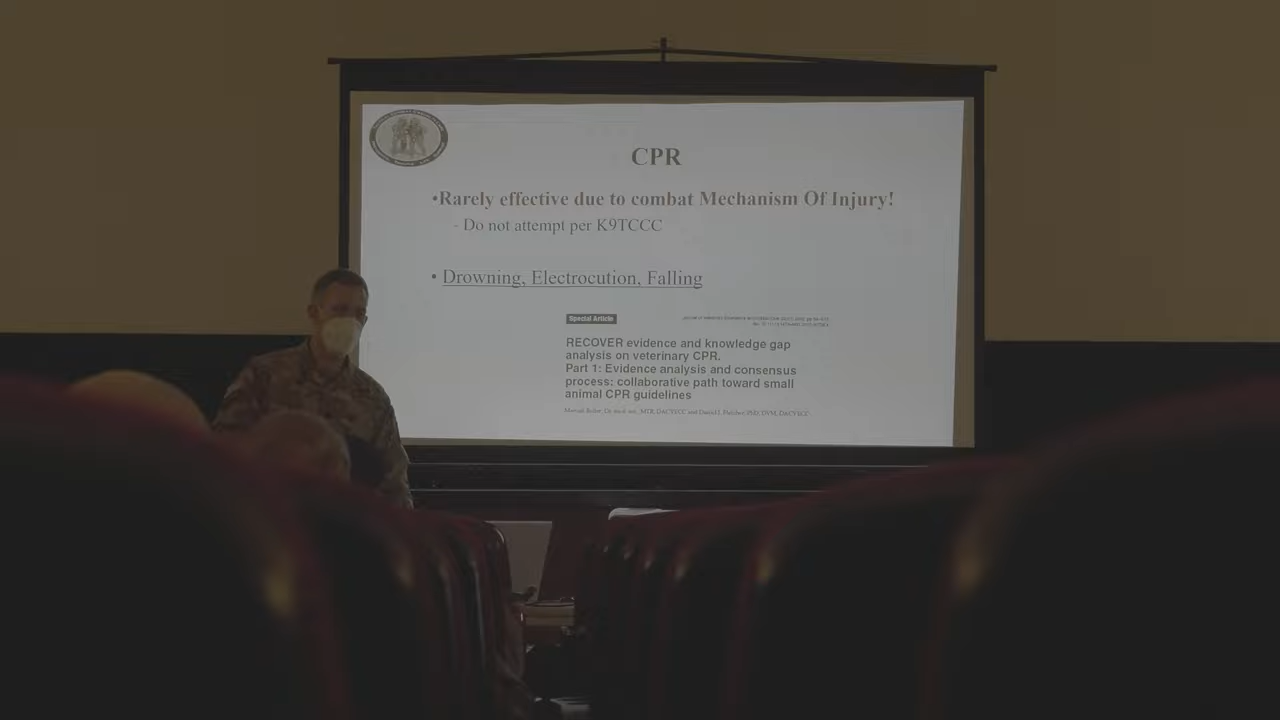 CPR
•Rarely effective due to combat Mechanism Of Injury!
- Do not attempt per K9TCCC
• Drowning, Electrocution, Falling
Special Article
RECOVER evidence and knowledge gap
analysis on veterinary CPR.
Part 1: Evidence analysis and consensus
process: collaborative path toward small
animal CPR guidelines